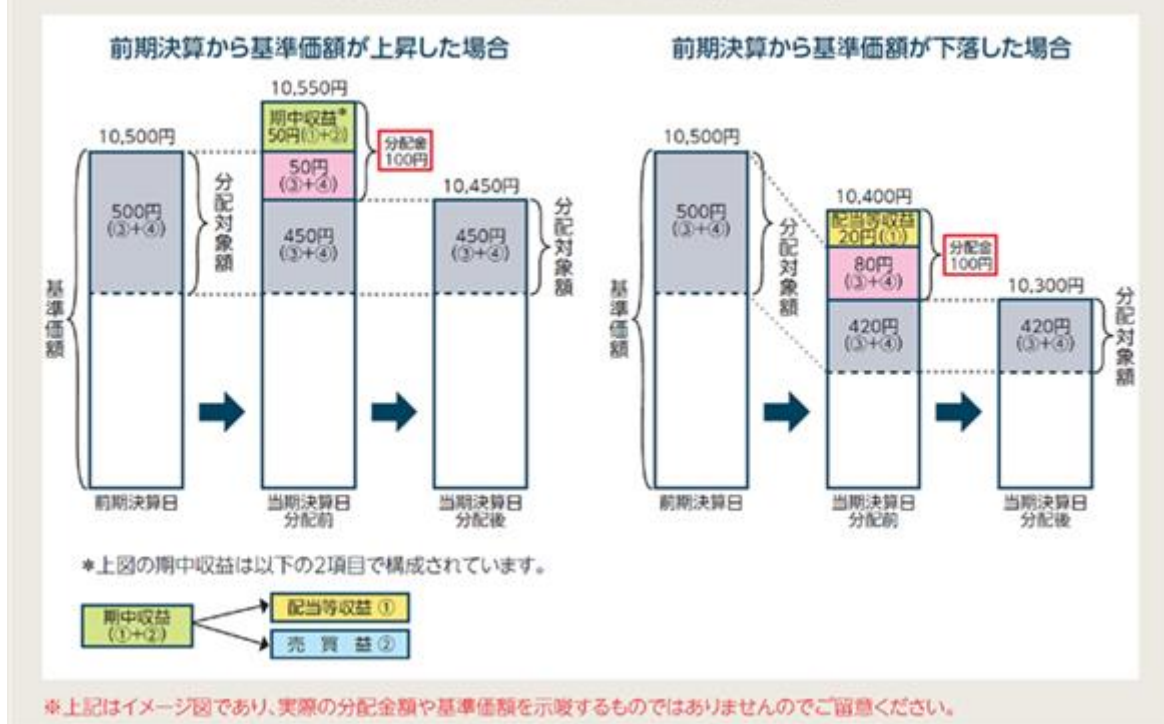 前期決算から基準価額が上昇した場合
10,550円
10,500円
期中収益*
50円(①+②)
分配金
100円
50円
(③+④)
10,450円
500円
(③+④)
分配対象額
450円
(③+④)
450円
(③+④)
分配対象額
基準価額
前期決算日
当期決算日
分配前
当期決算日
分配後
前期決算から基準価額が下落した場合
10,500円
10,400円
500円
(③+④)
分配対象額
配当等収益
20円(①)
分配金
100円
80円
(③+④)
10,300円
420円
(③+④)
420円
(③+④)
分配対象額
基準価額
前期決算日
当期決算日
分配前
当期決算日
分配後
*上図の期中収益は以下の2項目で構成されています。
期中収益
(①+②)
配当等収益 ①
売 買 益 ②
※上記はイメージ図であり、実際の分配金額や基準価額を示唆するものではありませんのでご留意ください。